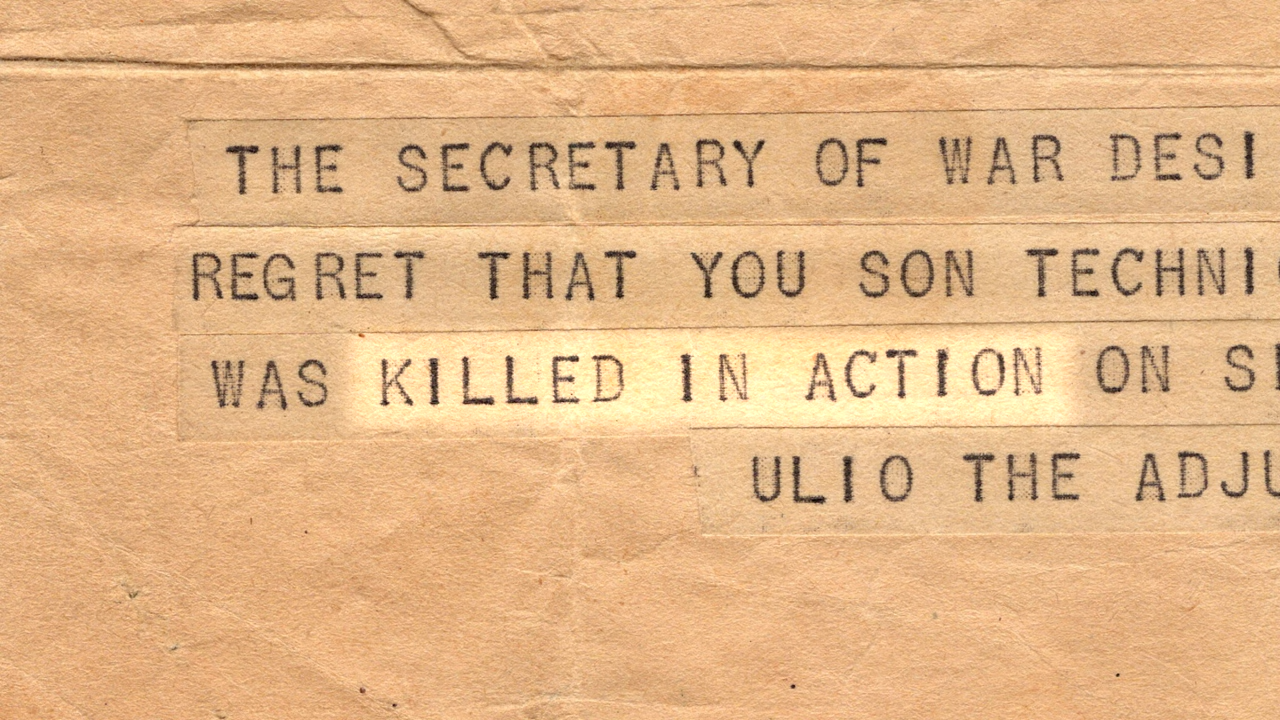 THE SECRETARY OF WAR DESI
REGRET THAT YOU SON TECHNI
WAS KILLED IN ACTION ON S
ULIO THE ADJU